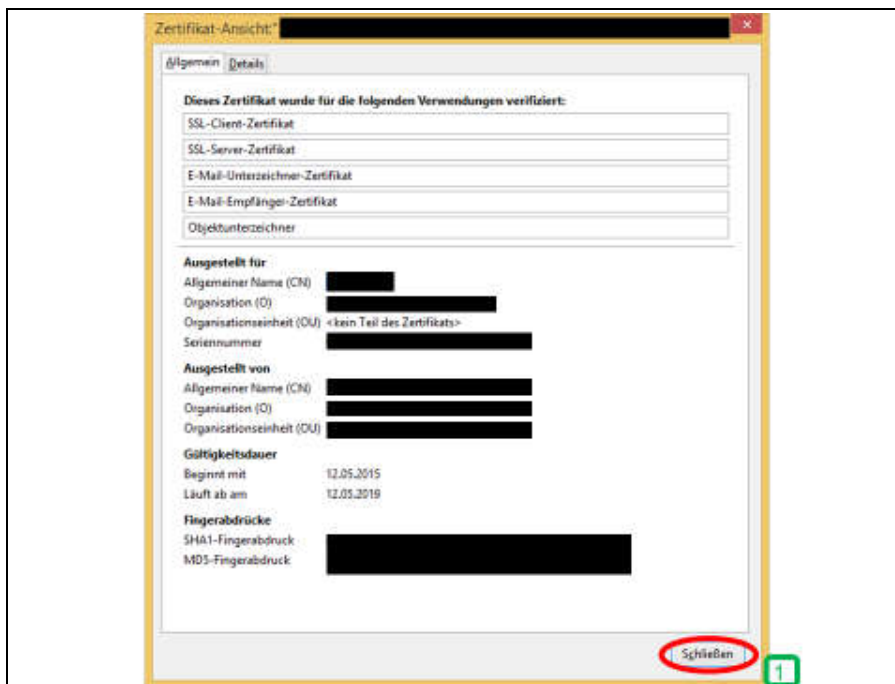 Zertifikat-Ansicht:"
Allgemein Details
Dieses Zertifikat wurde für die folgenden Verwendungen verifiziert:
SSL-Client-Zertifikat
SSL-Server-Zertifikat
E-Mail-Unterzeichner-Zertifikat
E-Mail-Empfänger-Zertifikat
Objektunterzeichner
Ausgestellt für
Allgemeiner Name (CN)
Organisation (O)
Organisationseinheit (OU) <kein Teil des Zertifikats>
Seriennummer
Ausgestellt von
Allgemeiner Name (CN)
Organisation (O)
Organisationseinheit (OU)
Gültigkeitsdauer
Beginnt mit 12.05.2015
Läuft ab am 12.05.2019
Fingerabdrücke
SHA1-Fingerabdruck
MD5-Fingerabdruck
Schließen
1